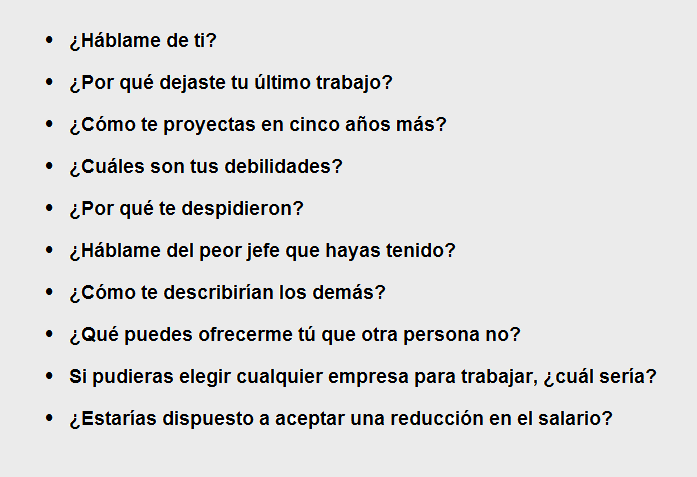 • ¿Háblame de ti?
• ¿Por qué dejaste tu último trabajo?
• ¿Cómo te proyectas en cinco años más?
• ¿Cuáles son tus debilidades?
• ¿Por qué te despidieron?
• ¿Háblame del peor jefe que hayas tenido?
• ¿Cómo te describirían los demás?
• ¿Qué puedes ofrecerme tú que otra persona no?
• Si pudieras elegir cualquier empresa para trabajar, ¿cuál sería?
• ¿Estarías dispuesto a aceptar una reducción en el salario?